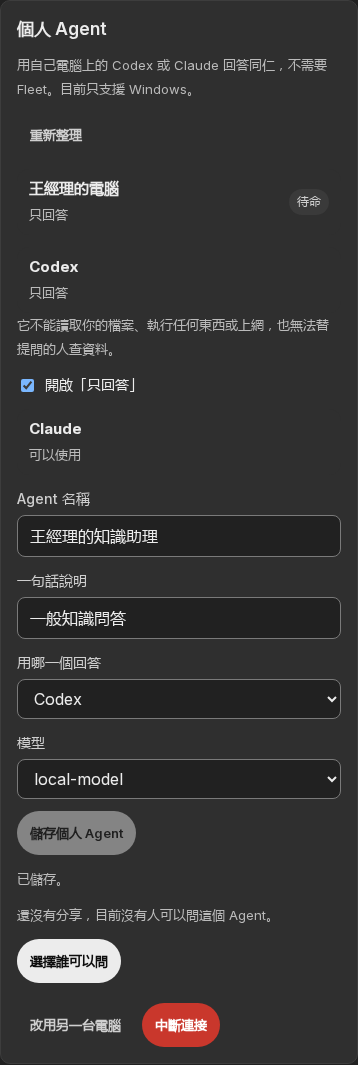 個人 Agent
用自己電腦上的 Codex 或 Claude 回答同仁，不需要
Fleet。目前只支援 Windows。
重新整理
王經理的電腦
只回答
待命
Codex
只回答
它不能讀取你的檔案、執行任何東西或上網，也無法替
提問的人查資料。
開啟「只回答」
Claude
可以使用
Agent 名稱
王經理的知識助理
一句話說明
一般知識問答
用哪一個回答
Codex
模型
local-model
儲存個人 Agent
已儲存。
還沒有分享，目前沒有人可以問這個 Agent。
選擇誰可以問
改用另一台電腦
中斷連接